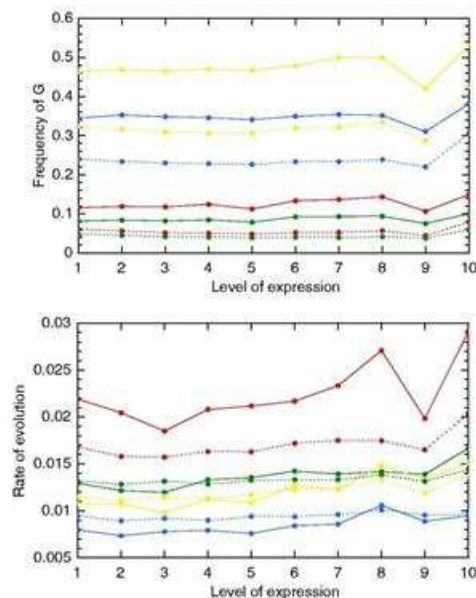 0.6
0.5
0.4
0.3
0.2
0.1
0
Frequency of G
1 2 3 4 5 6 7 8 9 10
Level of expression
0.03
0.025
0.02
0.015
0.01
0.005
Rate of evolution
1 2 3 4 5 6 7 8 9 10
Level of expression